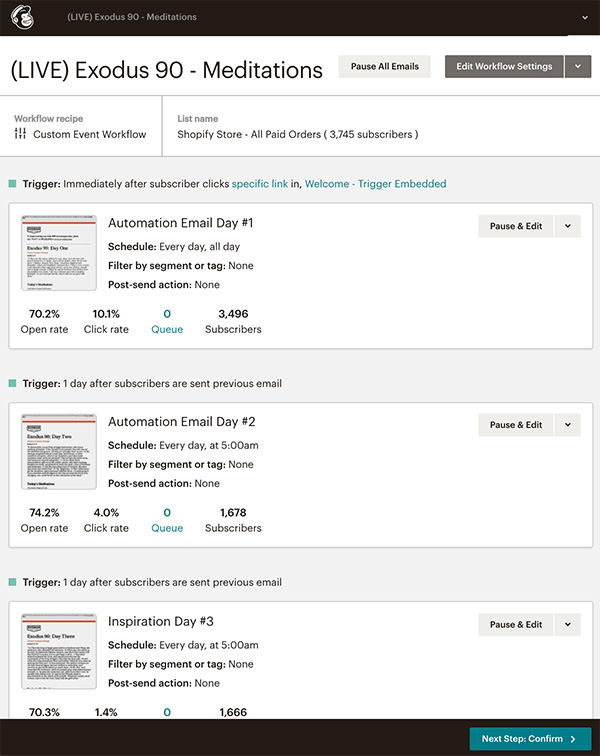 (LIVE) Exodus 90 - Meditations
(LIVE) Exodus 90 - Meditations
Pause All Emails
Edit Workflow Settings
Workflow recipe
Custom Event Workflow
List name
Shopify Store - All Paid Orders ( 3,745 subscribers )
Trigger: Immediately after subscriber clicks specific link in, Welcome - Trigger Embedded
Exodus 90: Day One
Today's Meditations
Automation Email Day #1
Pause & Edit
Schedule: Every day, all day
Filter by segment or tag: None
Post-send action: None
70.2% 10.1% 0 3,496
Open rate Click rate Queue Subscribers
Trigger: 1 day after subscribers are sent previous email
Exodus 90: Day Two
Today's Meditations
Automation Email Day #2
Pause & Edit
Schedule: Every day, at 5:00am
Filter by segment or tag: None
Post-send action: None
74.2% 4.0% 0 1,678
Open rate Click rate Queue Subscribers
Trigger: 1 day after subscribers are sent previous email
Exodus 90: Day Three
Inspiration Day #3
Pause & Edit
Schedule: Every day, at 5:00am
Filter by segment or tag: None
Post-send action: None
70.3% 1.4% 0 1,666
Next Step: Confirm